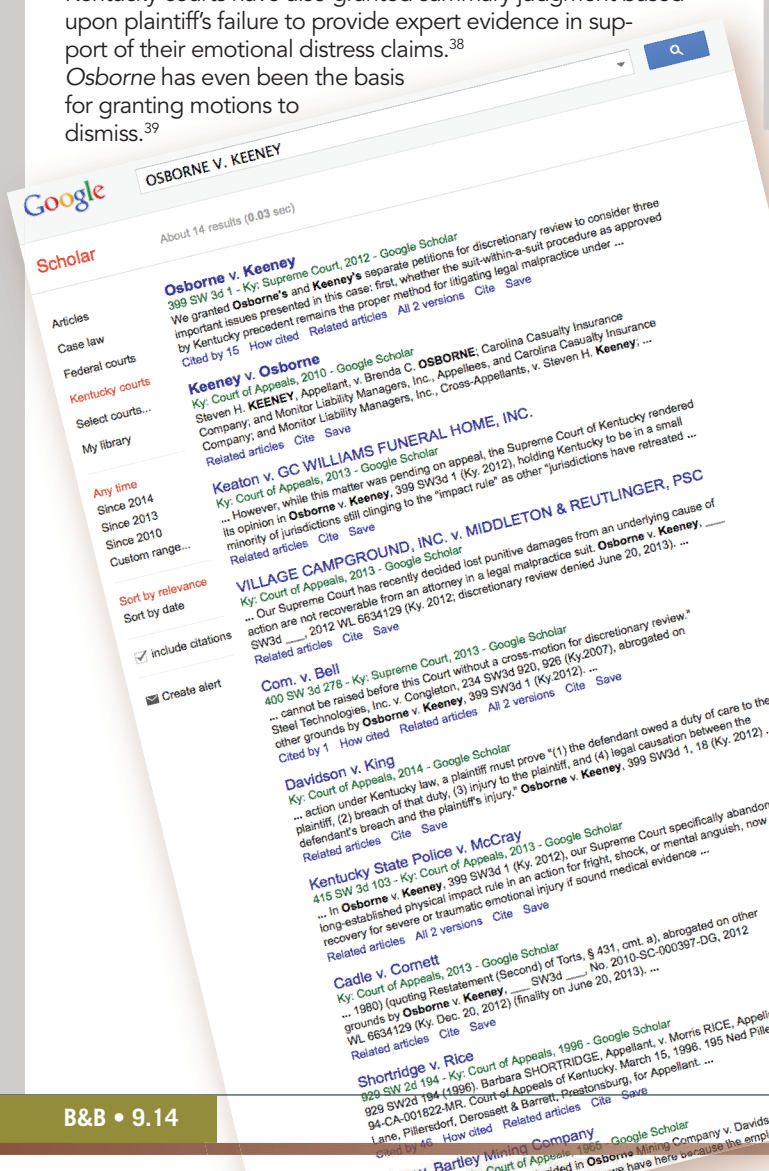 Kentucky courts have also granted summary judgment based
upon plaintiff's failure to provide expert evidence in sup-
port of their emotional distress claims.38
Osborne has even been the basis
for granting motions to
dismiss.39
Google
OSBORNE V. KEENEY
Scholar
About 14 results (0.03 sec)
Articles
Case law
Federal courts
Kentucky courts
Select courts...
My library
Any time
Since 2014
Since 2013
Since 2010
Custom range...
Sort by relevance
Sort by date
include citations
Create alert
Osborne v. Keeney
399 SW 3d 1 - Ky: Supreme Court, 2012 - Google Scholar
We granted Osborne's and Keeney's separate petitions for discretionary review to consider three
important issues presented in this case: first, whether the suit-within-a-suit procedure as approved
by Kentucky precedent remains the proper method for litigating legal malpractice under ...
Cited by 15 How cited Related articles All 2 versions Cite Save
Keeney v. Osborne
Ky: Court of Appeals, 2010 - Google Scholar
Steven H. KEENEY, Appellant, v. Brenda C. OSBORNE; Carolina Casualty Insurance
Company; and Monitor Liability Managers, Inc., Appellees, and Carolina Casualty Insurance
Company; and Monitor Liability Managers, Inc., Cross-Appellants, v. Steven H. Keeney; ...
Related articles Cite Save
Keaton v. GC WILLIAMS FUNERAL HOME, INC.
Ky: Court of Appeals, 2013 - Google Scholar
... However, while this matter was pending on appeal, the Supreme Court of Kentucky rendered
its opinion in Osborne v. Keeney, 399 SW3d 1 (Ky. 2012), holding Kentucky to be in a small
minority of jurisdictions still clinging to the "impact rule" as other "jurisdictions have retreated ...
Related articles Cite Save
VILLAGE CAMPGROUND, INC. v. MIDDLETON & REUTLINGER, PSC
Ky: Court of Appeals, 2013 - Google Scholar
... Our Supreme Court has recently decided lost punitive damages from an underlying cause of
action are not recoverable from an attorney in a legal malpractice suit. Osborne v. Keeney, ___
SW3d ___, 2012 WL 6634129 (Ky. 2012; discretionary review denied June 20, 2013). ...
Related articles Cite Save
Com. v. Bell
400 SW 3d 278 - Ky: Supreme Court, 2013 - Google Scholar
... cannot be raised before this Court without a cross-motion for discretionary review."
Steel Technologies, Inc. v. Congleton, 234 SW3d 920, 926 (Ky.2007), abrogated on
other grounds by Osborne v. Keeney, 399 SW3d 1 (Ky.2012). ...
Cited by 1 How cited Related articles All 2 versions Cite Save
Davidson v. King
Ky: Court of Appeals, 2014 - Google Scholar
... action under Kentucky law, a plaintiff must prove "(1) the defendant owed a duty of care to the
plaintiff, (2) breach of that duty, (3) injury to the plaintiff, and (4) legal causation between the
defendant's breach and the plaintiff's injury." Osborne v. Keeney, 399 SW3d 1, 18 (Ky. 2012) ..
Related articles Cite Save
Kentucky State Police v. McCray
415 SW 3d 103 - Ky: Court of Appeals, 2013 - Google Scholar
... In Osborne v. Keeney, 399 SW3d 1 (Ky. 2012), our Supreme Court specifically abandon
long-established physical impact rule in an action for fright, shock, or mental anguish, now
recovery for severe or traumatic emotional injury if sound medical evidence ...
Related articles All 2 versions Cite Save
Cadle v. Cornett
Ky: Court of Appeals, 2013 - Google Scholar
... 1980) (quoting Restatement (Second) of Torts, § 431, cmt. a), abrogated on other
grounds by Osborne v. Keeney, ___ SW3d ___, No. 2010-SC-000397-DG, 2012
WL 6634129 (Ky. Dec. 20, 2012) (finality on June 20, 2013). ...
Related articles Cite Save
Shortridge v. Rice
929 SW 2d 194 - Ky: Court of Appeals, 1996 - Google Scholar
929 SW2d 194 (1996). Barbara SHORTRIDGE, Appellant, v. Morris RICE, Appell
94-CA-001822-MR. Court of Appeals of Kentucky. March 15, 1996. 195 Ned Pille
Lane, Pillersdorf, Derossett & Barrett, Prestonsburg, for Appellant. ...
Cited by 46 How cited Related articles Cite Save
v. Bartley Mining Company
Court of Appeals, 1965 - Google Scholar
in Osborne Mining Company v. Davids
we have here because the empl
B&B • 9.14